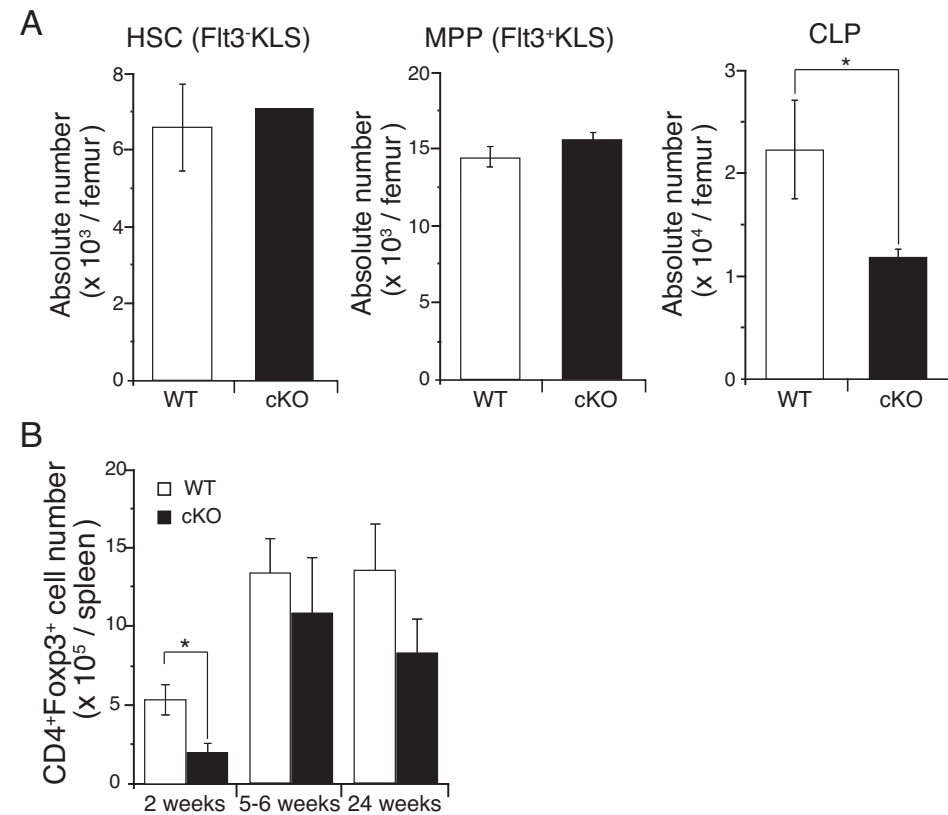 A
HSC (Flt3⁻KLS)
Absolute number
(x 10³ / femur)
8
6
4
2
0
WT
cKO
MPP (Flt3⁺KLS)
Absolute number
(x 10³ / femur)
20
15
10
5
0
WT
cKO
CLP
Absolute number
(x 10⁴ / femur)
3
2
1
0
*
WT
cKO
B
CD4⁺Foxp3⁺ cell number
(x 10⁵ / spleen)
20
15
10
5
0
WT
cKO
*
2 weeks
5-6 weeks
24 weeks